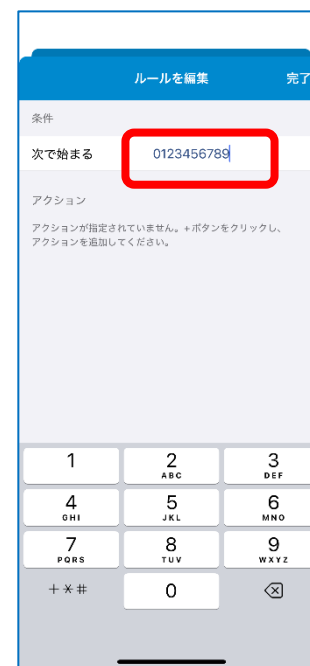 ルールを編集 完了
条件
次で始まる 0123456789
アクション
アクションが指定されていません。+ボタンをクリックし、
アクションを追加してください。
1 2 3
ABC DEF
4 5 6
GHI JKL MNO
7 8 9
PQRS TUV WXYZ
+*# 0